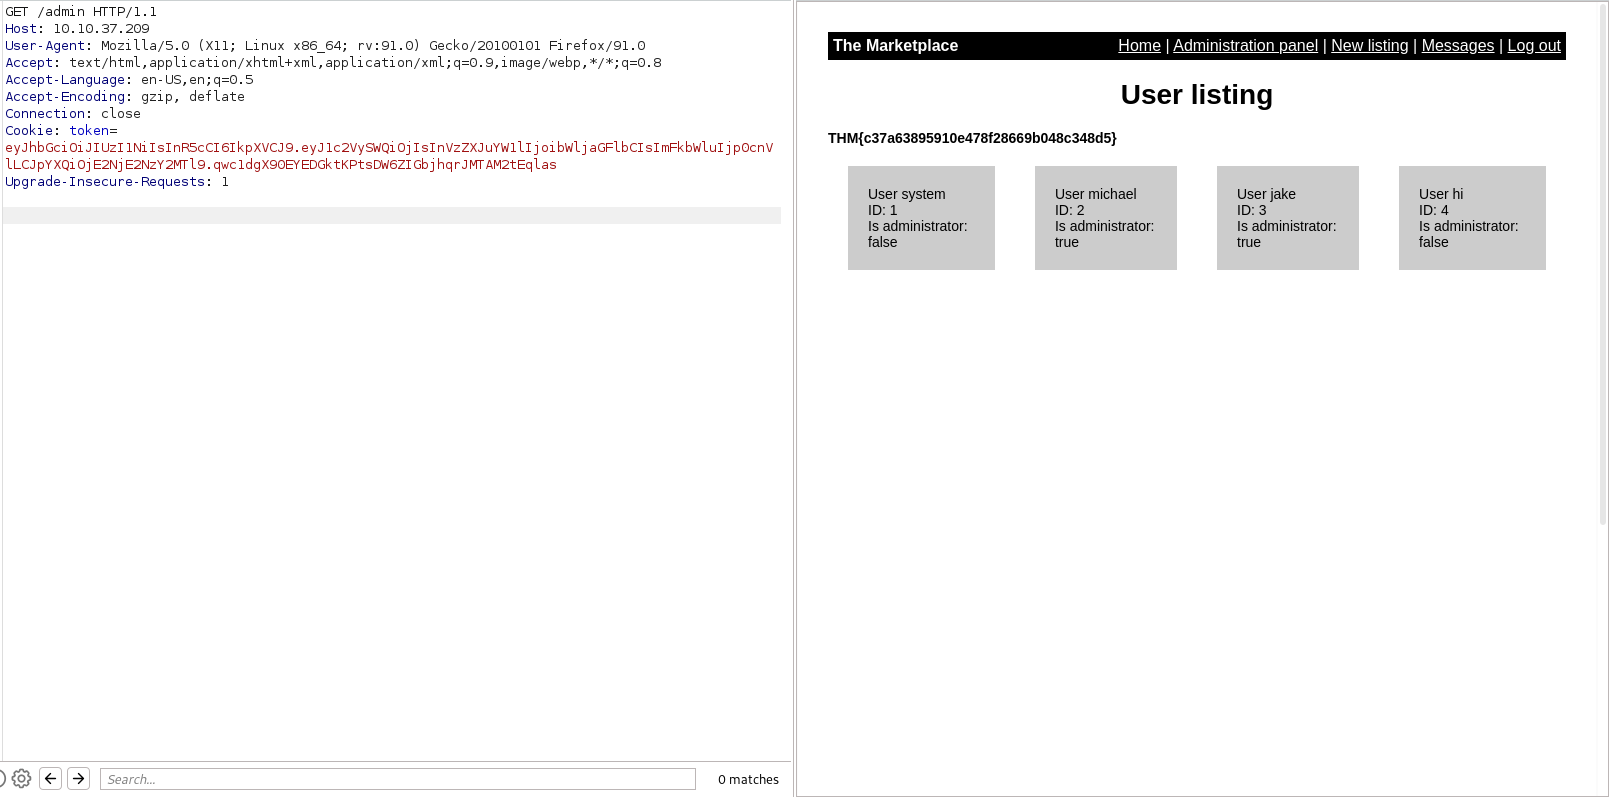 GET /admin HTTP/1.1
Host: 10.10.37.209
User-Agent: Mozilla/5.0 (X11; Linux x86_64; rv:91.0) Gecko/20100101 Firefox/91.0
Accept: text/html,application/xhtml+xml,application/xml;q=0.9,image/webp,*/*;q=0.8
Accept-Language: en-US,en;q=0.5
Accept-Encoding: gzip, deflate
Connection: close
Cookie: token=
eyJhbGciOiJIUzI1NiIsInR5cCI6IkpXVCJ9.eyJ1c2VySWQiOjIsInVzZXJuYW1lIjoibWljaGFlbCIsImFkbWluIjp0cnV
lLCJpYXQiOjE2NjE2NzY2MTl9.qwc1dgX90EYEDGktKPtsDW6ZIGbjhqrJMTAM2tEqlas
Upgrade-Insecure-Requests: 1
Search...
0 matches
The Marketplace
Home | Administration panel | New listing | Messages | Log out
User listing
THM{c37a63895910e478f28669b048c348d5}
User system
ID: 1
Is administrator:
false
User michael
ID: 2
Is administrator:
true
User jake
ID: 3
Is administrator:
true
User hi
ID: 4
Is administrator:
false